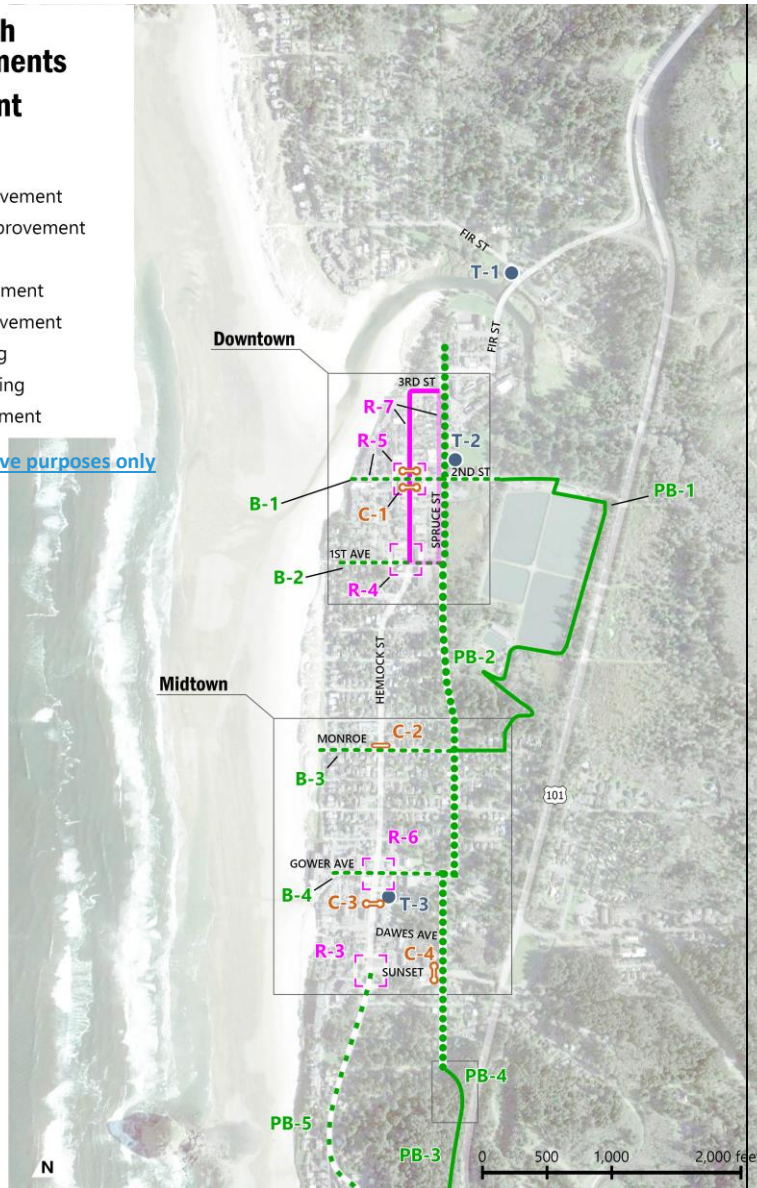 h
ments
nt
vement
provement
ment
vement
g
ing
ment
ve purposes only
FIR ST
T-1
FIR ST
Downtown
3RD ST
R-7
R-5
T-2
2ND ST
B-1
PB-1
C-1
SPRUCE ST
1ST AVE
B-2
R-4
HEMLOCK ST
PB-2
Midtown
MONROE
C-2
B-3
101
R-6
GOWER AVE
B-4
C-3
T-3
DAWES AVE
R-3
C-4
SUNSET
PB-4
PB-5
PB-3
N
0 500 1,000 2,000 feet